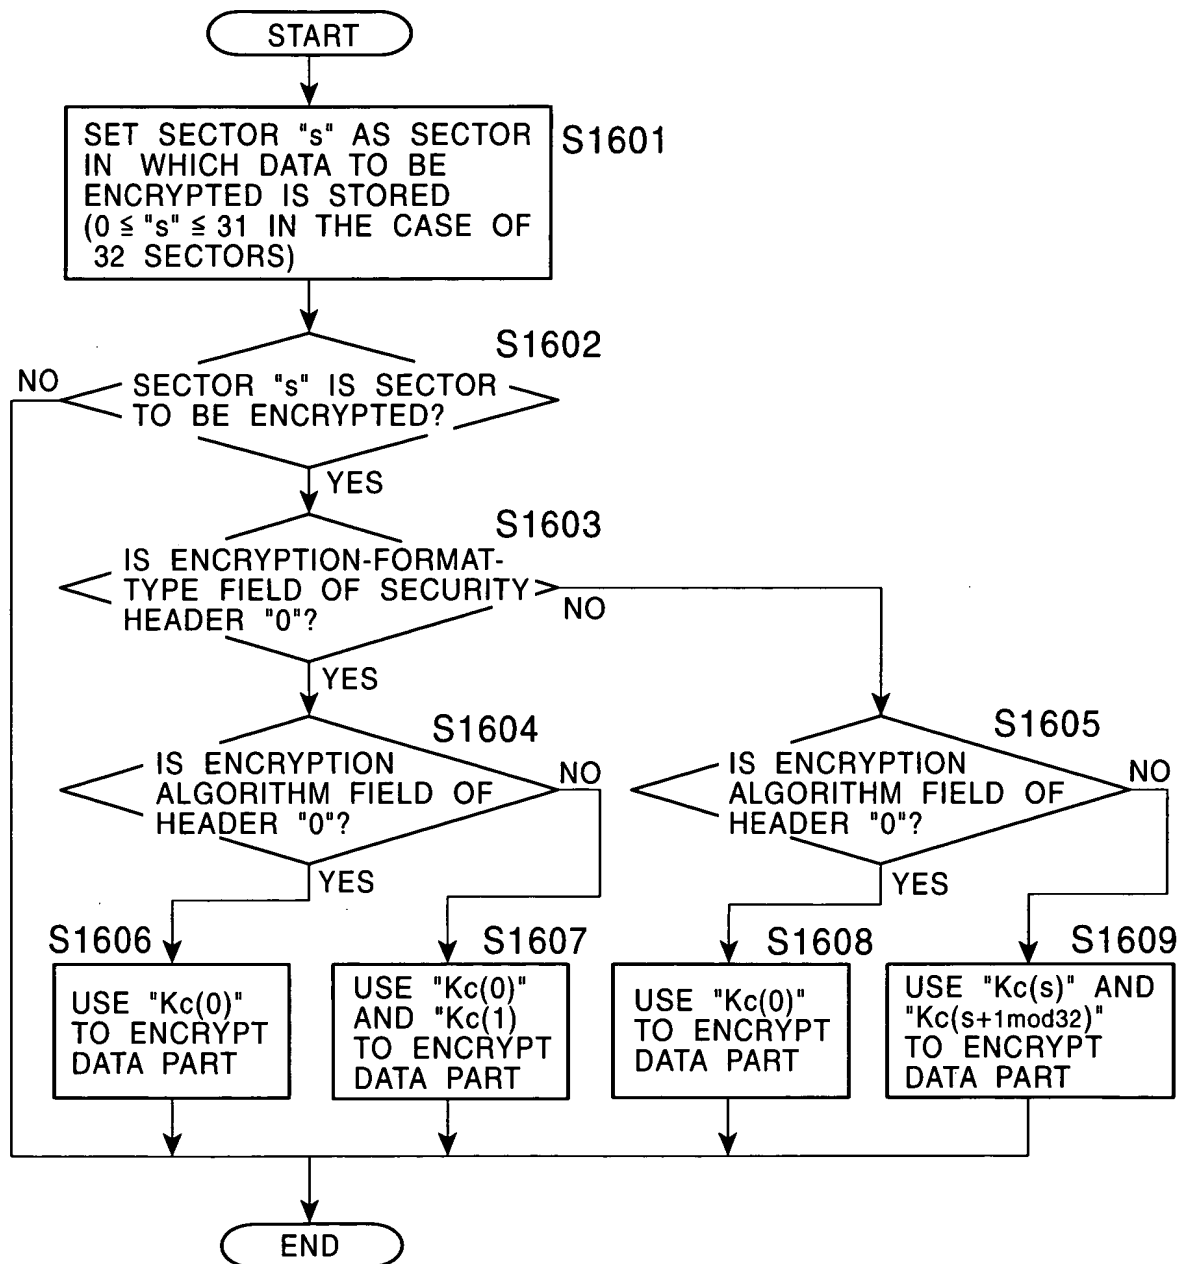 START
SET SECTOR "s" AS SECTOR
IN WHICH DATA TO BE
ENCRYPTED IS STORED
(0 ≦ "s" ≦ 31 IN THE CASE OF
32 SECTORS)
S1601
S1602
NO
SECTOR "s" IS SECTOR
TO BE ENCRYPTED?
YES
S1603
IS ENCRYPTION-FORMAT-
TYPE FIELD OF SECURITY
HEADER "0"?
NO
YES
S1604
IS ENCRYPTION
ALGORITHM FIELD OF
HEADER "0"?
NO
YES
S1605
IS ENCRYPTION
ALGORITHM FIELD OF
HEADER "0"?
NO
YES
S1606
USE "Kc(0)"
TO ENCRYPT
DATA PART
S1607
USE "Kc(0)"
AND "Kc(1)
TO ENCRYPT
DATA PART
S1608
USE "Kc(0)"
TO ENCRYPT
DATA PART
S1609
USE "Kc(s)" AND
"Kc(s+1mod32)"
TO ENCRYPT
DATA PART
END